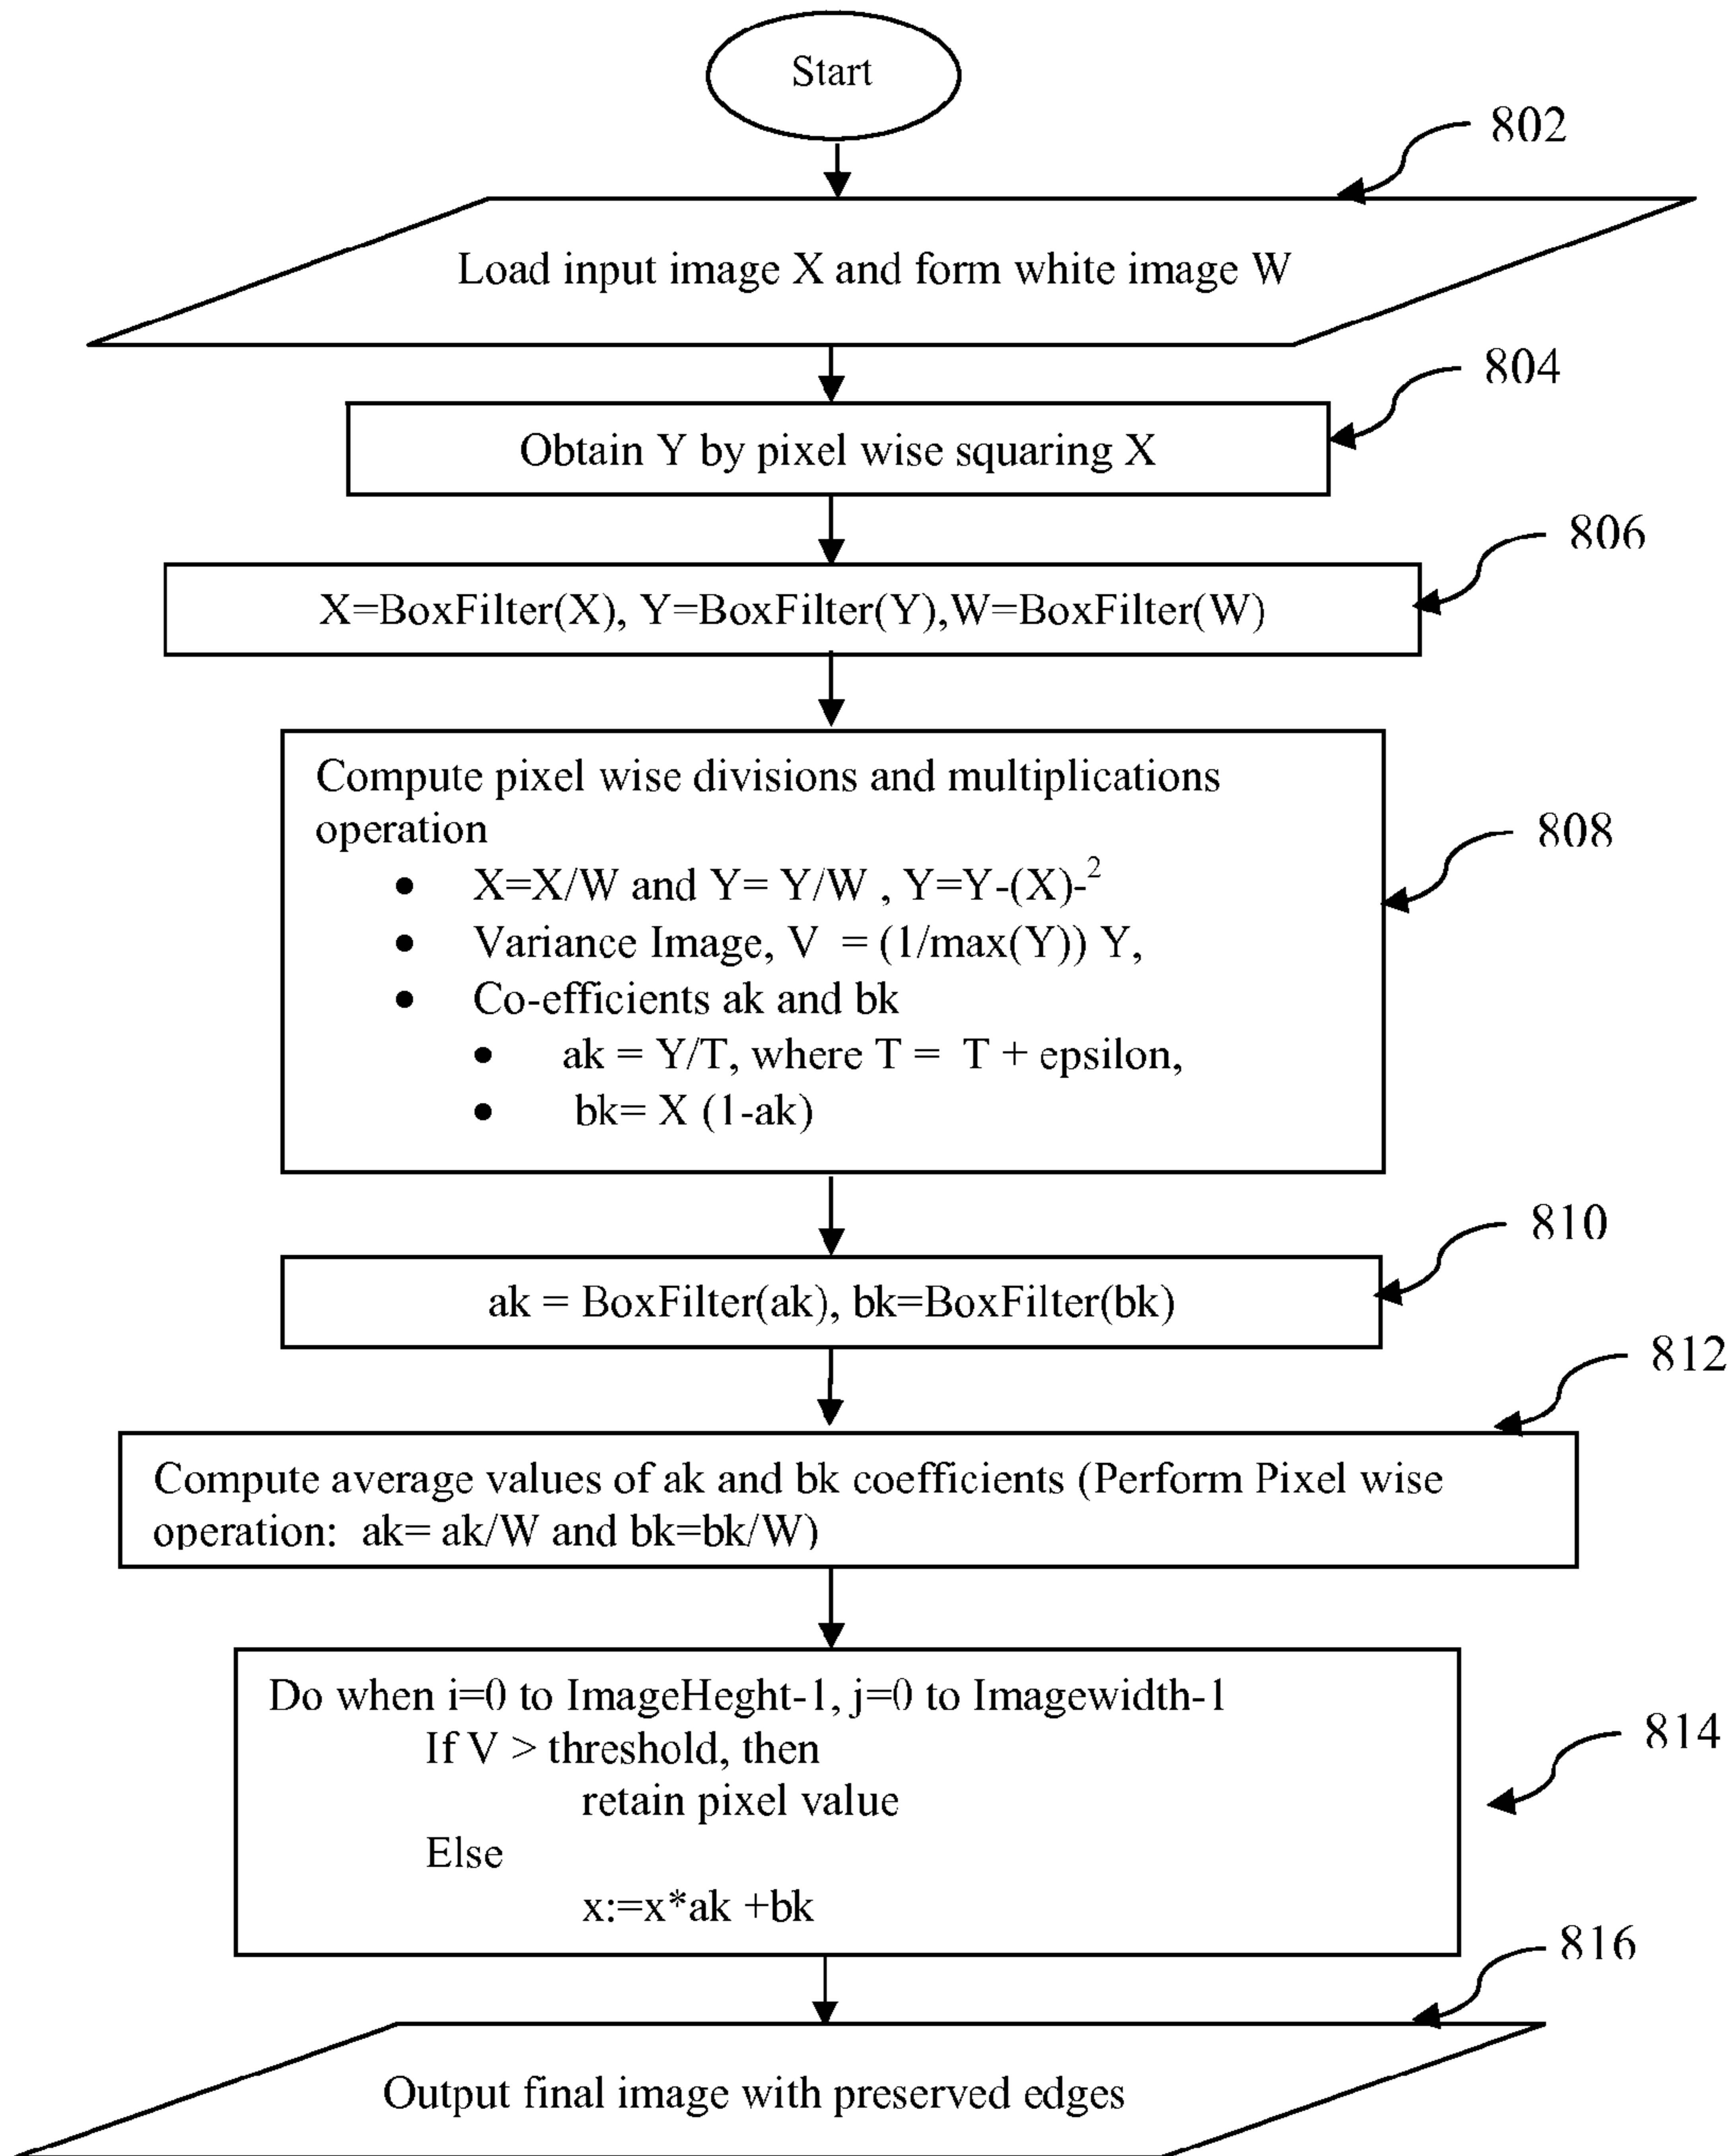 Start
802
Load input image X and form white image W
804
Obtain Y by pixel wise squaring X
806
X=BoxFilter(X), Y=BoxFilter(Y),W=BoxFilter(W)
Compute pixel wise divisions and multiplications
operation
808
• X=X/W and Y= Y/W , Y=Y-(X)-²
• Variance Image, V = (1/max(Y)) Y,
• Co-efficients ak and bk
• ak = Y/T, where T = T + epsilon,
• bk= X (1-ak)
810
ak = BoxFilter(ak), bk=BoxFilter(bk)
812
Compute average values of ak and bk coefficients (Perform Pixel wise
operation: ak= ak/W and bk=bk/W)
Do when i=0 to ImageHeght-1, j=0 to Imagewidth-1
814
If V > threshold, then
retain pixel value
Else
x:=x*ak +bk
816
Output final image with preserved edges